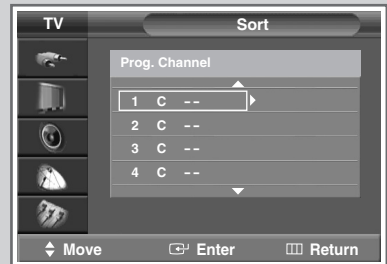 TV Sort
Prog. Channel
1 C --
2 C --
3 C --
4 C --
Move Enter Return